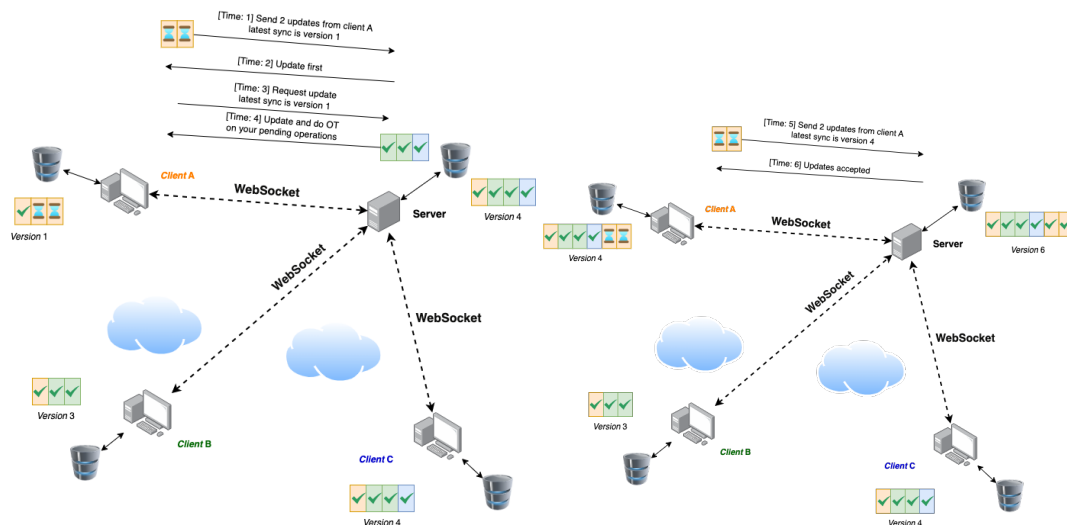 [Time: 1] Send 2 updates from client A
latest sync is version 1
[Time: 2] Update first
[Time: 3] Request update
latest sync is version 1
[Time: 4] Update and do OT
on your pending operations
Client A
WebSocket
Version 1
Server
Version 4
WebSocket
WebSocket
Version 3
Client B
Client C
Version 4
[Time: 5] Send 2 updates from client A
latest sync is version 4
[Time: 6] Updates accepted
Client A
WebSocket
Version 4
Server
Version 6
WebSocket
WebSocket
Version 3
Client B
Client C
Version 4